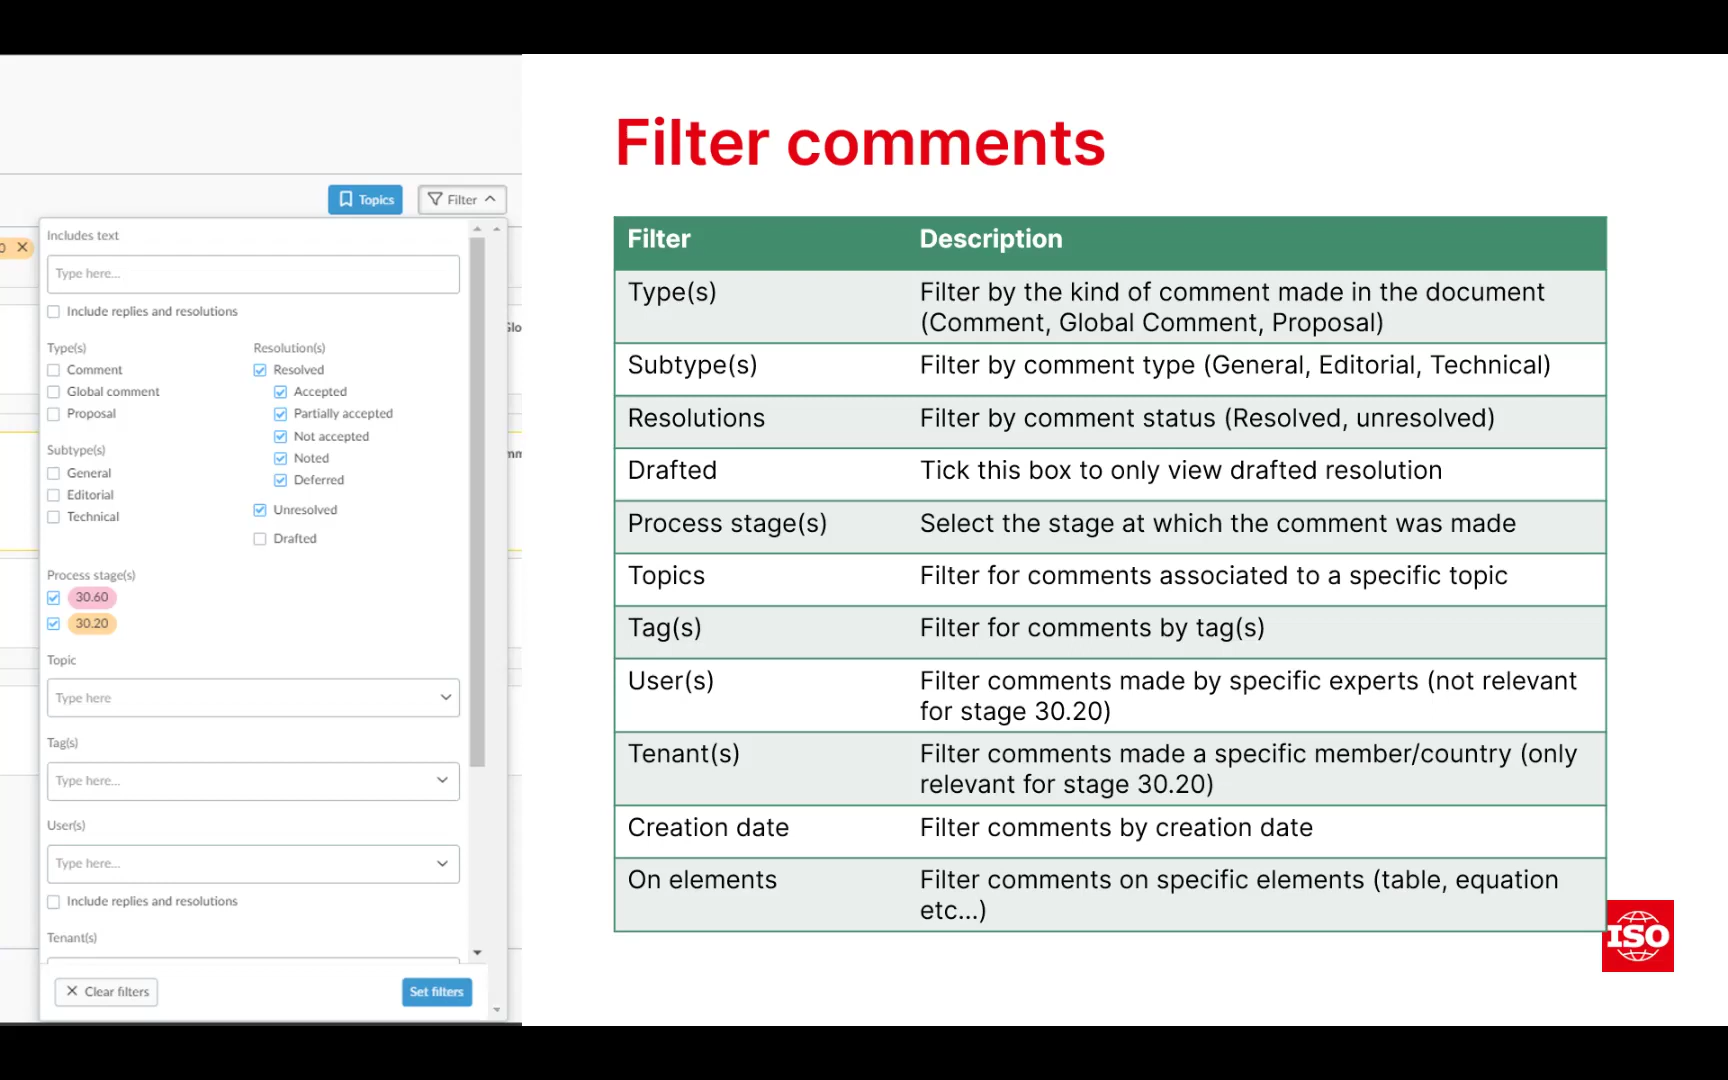 Topics
Filter
0
Includes text
Type here...
Include replies and resolutions
Type(s)
Comment
Global comment
Proposal
Subtype(s)
General
Editorial
Technical
Resolution(s)
Resolved
Accepted
Partially accepted
Not accepted
Noted
Deferred
Unresolved
Drafted
Process stage(s)
30.60
30.20
Topic
Type here
Tag(s)
Type here...
User(s)
Type here...
Include replies and resolutions
Tenant(s)
Clear filters
Set filters
Filter comments
Filter Description
Type(s) Filter by the kind of comment made in the document
(Comment, Global Comment, Proposal)
Subtype(s) Filter by comment type (General, Editorial, Technical)
Resolutions Filter by comment status (Resolved, unresolved)
Drafted Tick this box to only view drafted resolution
Process stage(s) Select the stage at which the comment was made
Topics Filter for comments associated to a specific topic
Tag(s) Filter for comments by tag(s)
User(s) Filter comments made by specific experts (not relevant
for stage 30.20)
Tenant(s) Filter comments made a specific member/country (only
relevant for stage 30.20)
Creation date Filter comments by creation date
On elements Filter comments on specific elements (table, equation
etc...)
ISO